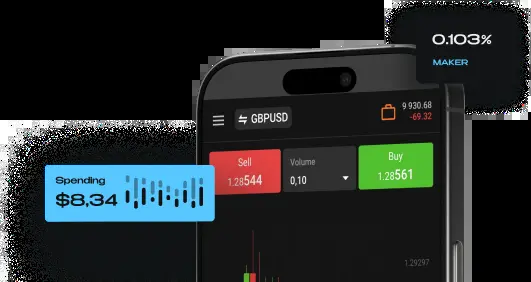 0.103%
MAKER
GBPUSD
9 930.68
-69.32
Sell
1.28544
Volume
0,10
Buy
1.28561
Spending
$8,34
1.29297